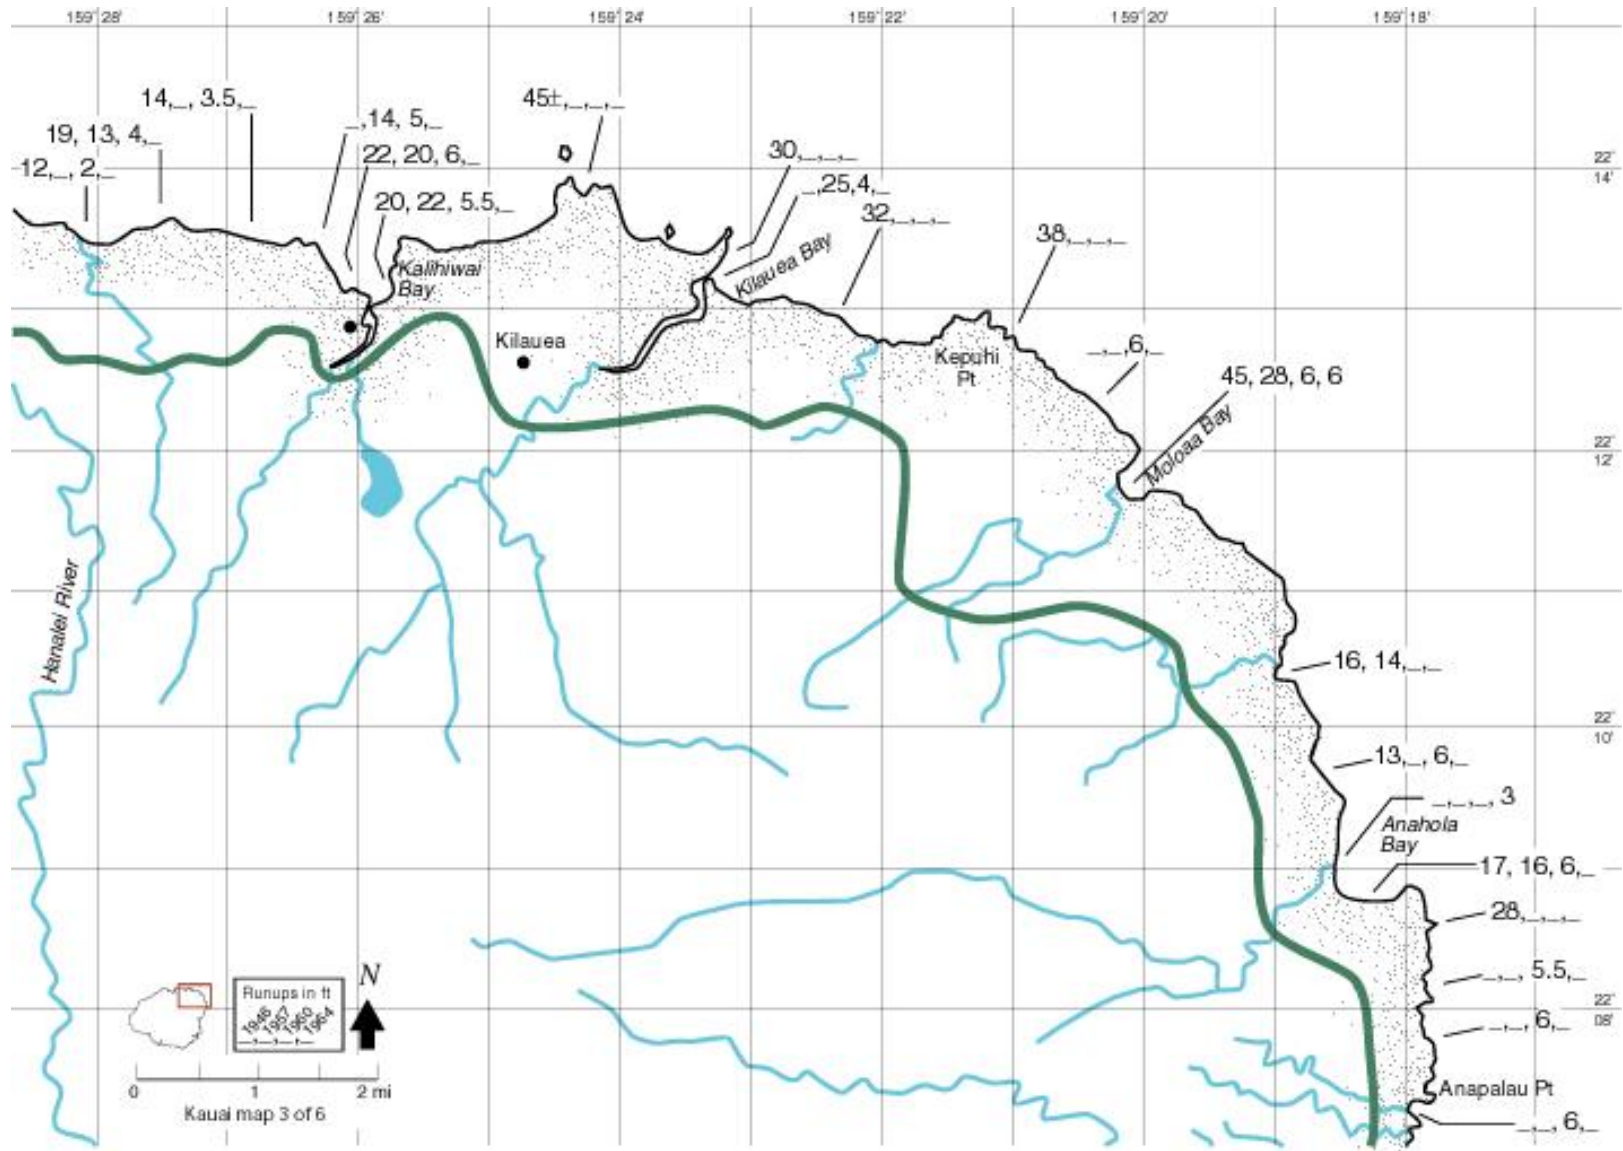 159° 28'
159° 26'
159° 24'
159° 22'
159° 20'
159° 18'
14,_, 3.5,_
45±,_,_,_
_,14, 5,_
19, 13, 4,_
22, 20, 6,_
30,_,_,_
22°
14'
12,_, 2,_
_,25,4,_
20, 22, 5.5,_
32,_,_,_
38,_,_,_
Kalihiwai
Bay
Kilauea Bay
Kilauea
Kepuhi
Pt
_,_,6,_
45, 28, 6, 6
Moloaa Bay
22°
12'
Hanalei River
16, 14,_,_
22°
10'
13,_, 6,_
_,_,_, 3
Anahola
Bay
17, 16, 6,_
28,_,_,_
_,_, 5.5,_
22°
08'
_,_, 6,_
N
Runups in ft
1946 1957 1960 1964
_,_,_,_
Anapalau Pt
0 1 2 mi
Kauai map 3 of 6
_,_, 6,_